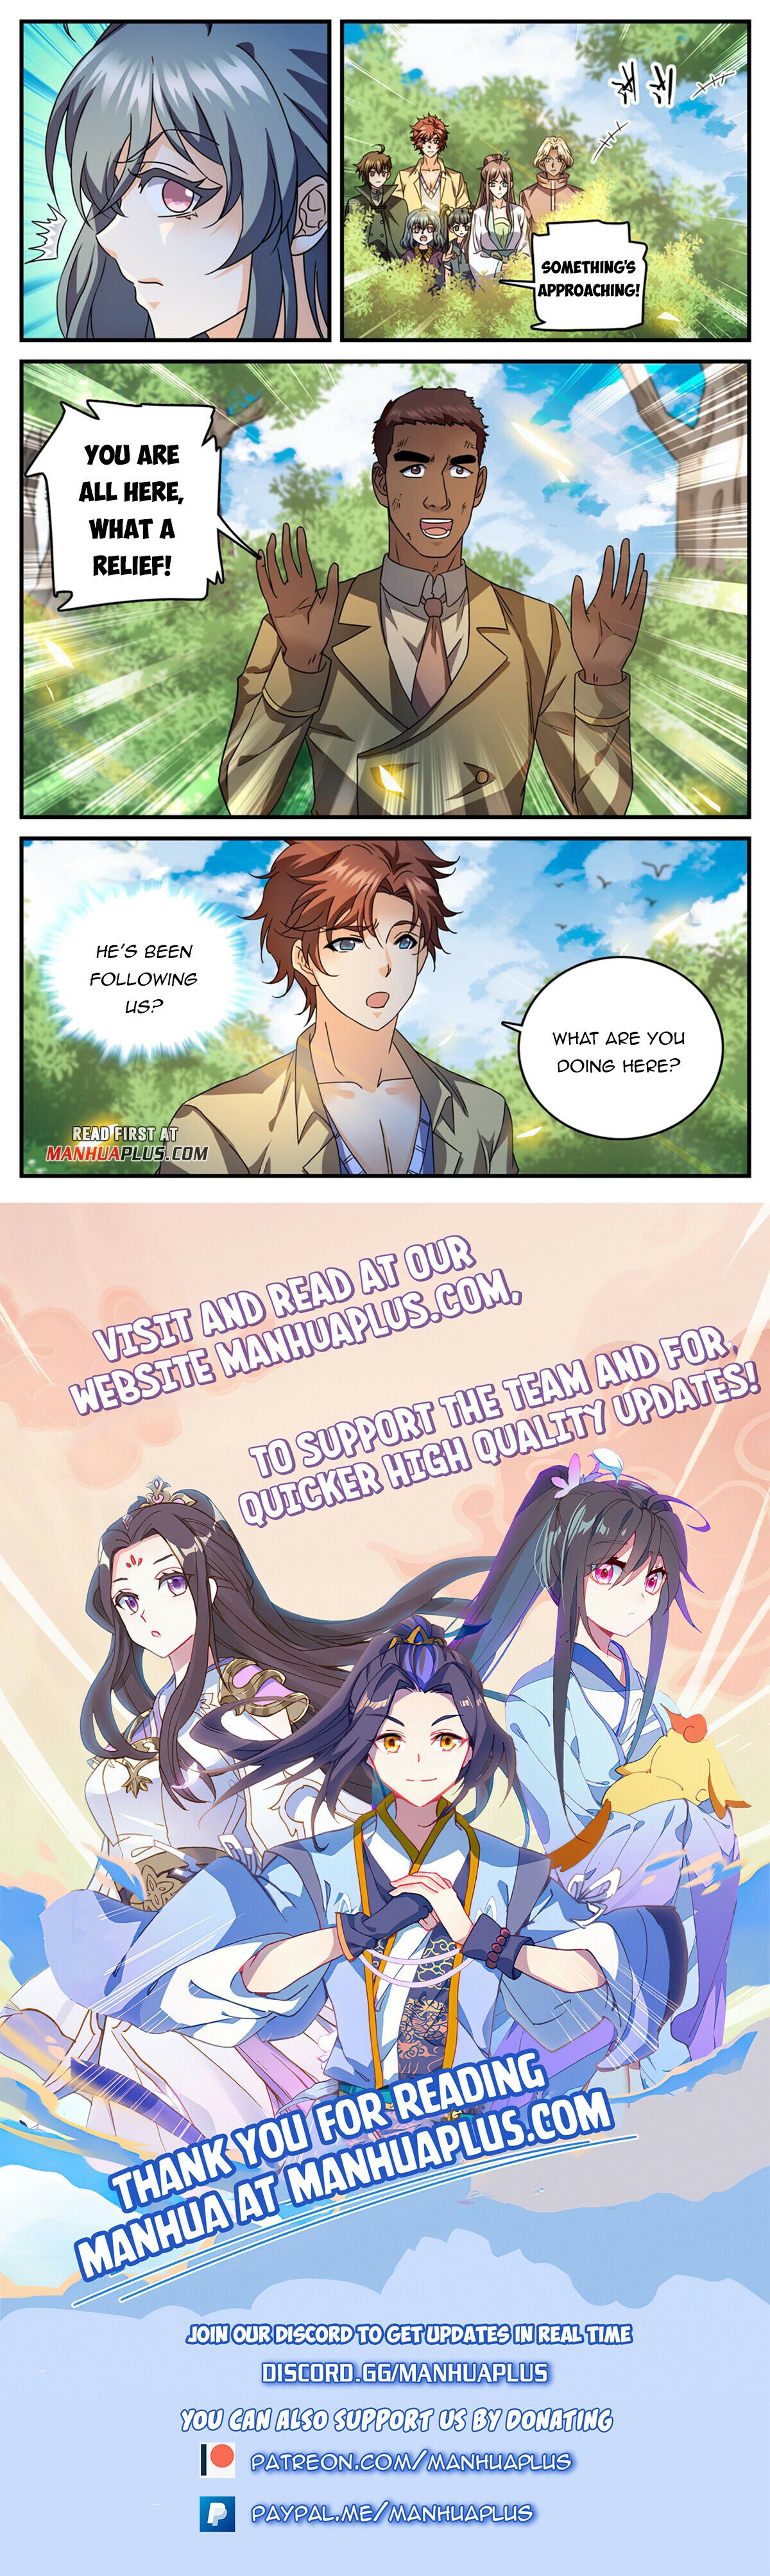 SOMETHING'S
APPROACHING!
YOU ARE
ALL HERE,
WHAT A
RELIEF!
HE'S BEEN
FOLLOWING
US?
WHAT ARE YOU
DOING HERE?
READ FIRST AT
MANHUAPLUS.COM
VISIT AND READ AT OUR
WEBSITE MANHUAPLUS.COM,
TO SUPPORT THE TEAM AND FOR
QUICKER HIGH QUALITY UPDATES!
THANK YOU FOR READING
MANHUA AT MANHUAPLUS.COM
JOIN OUR DISCORD TO GET UPDATES IN REAL TIME
DISCORD.GG/MANHUAPLUS
YOU CAN ALSO SUPPORT US BY DONATING
PATREON.COM/MANHUAPLUS
PAYPAL.ME/MANHUAPLUS